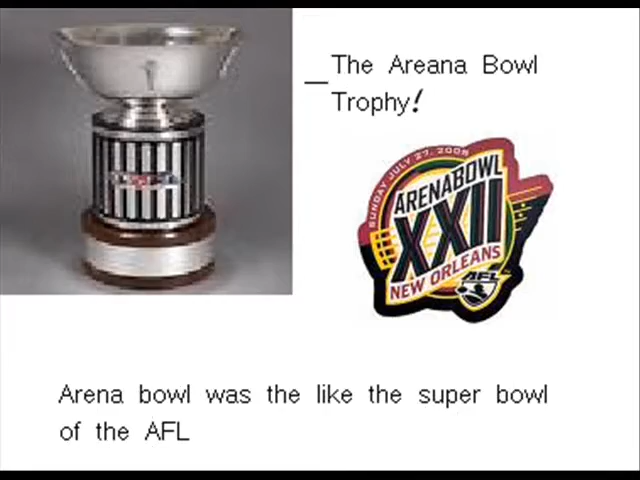 _The Areana Bowl
Trophy!
SUNDAY JULY 27, 2008
ARENABOWL
XXII
NEW ORLEANS
AFL
Arena bowl was the like the super bowl
of the AFL